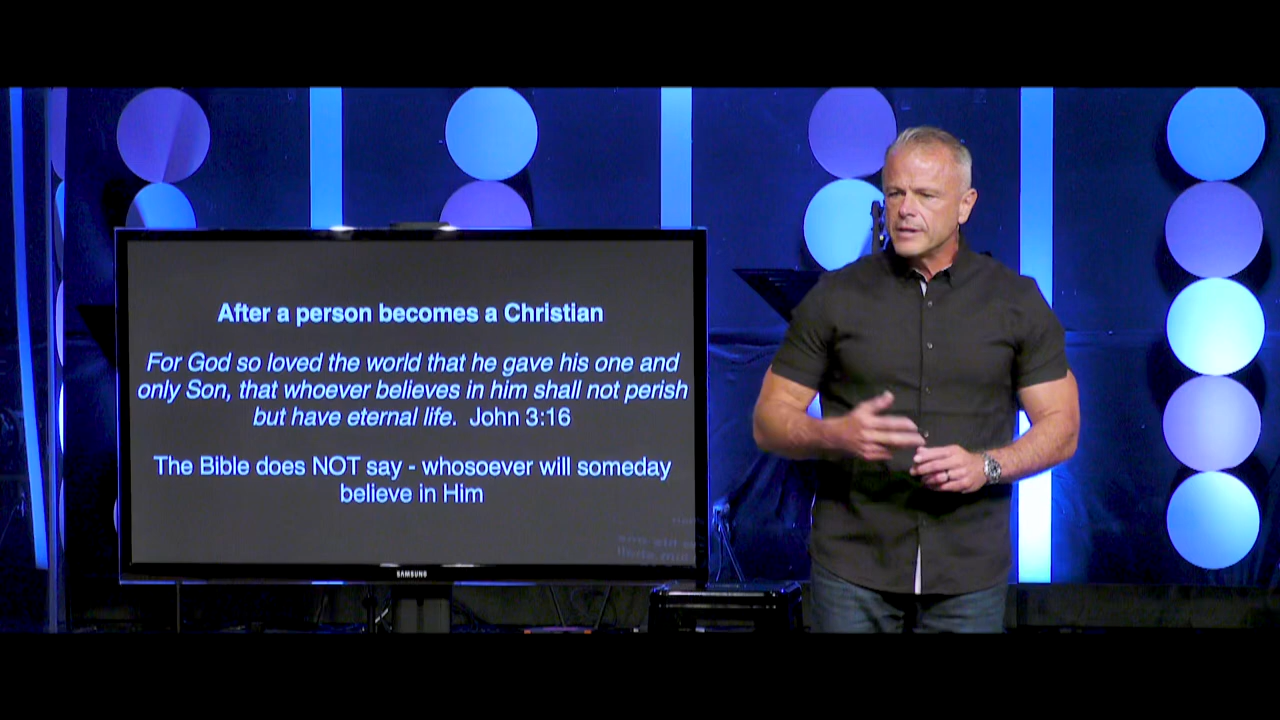 After a person becomes a Christian
For God so loved the world that he gave his one and
only Son, that whoever believes in him shall not perish
but have eternal life. John 3:16
The Bible does NOT say - whosoever will someday
believe in Him
SAMSUNG